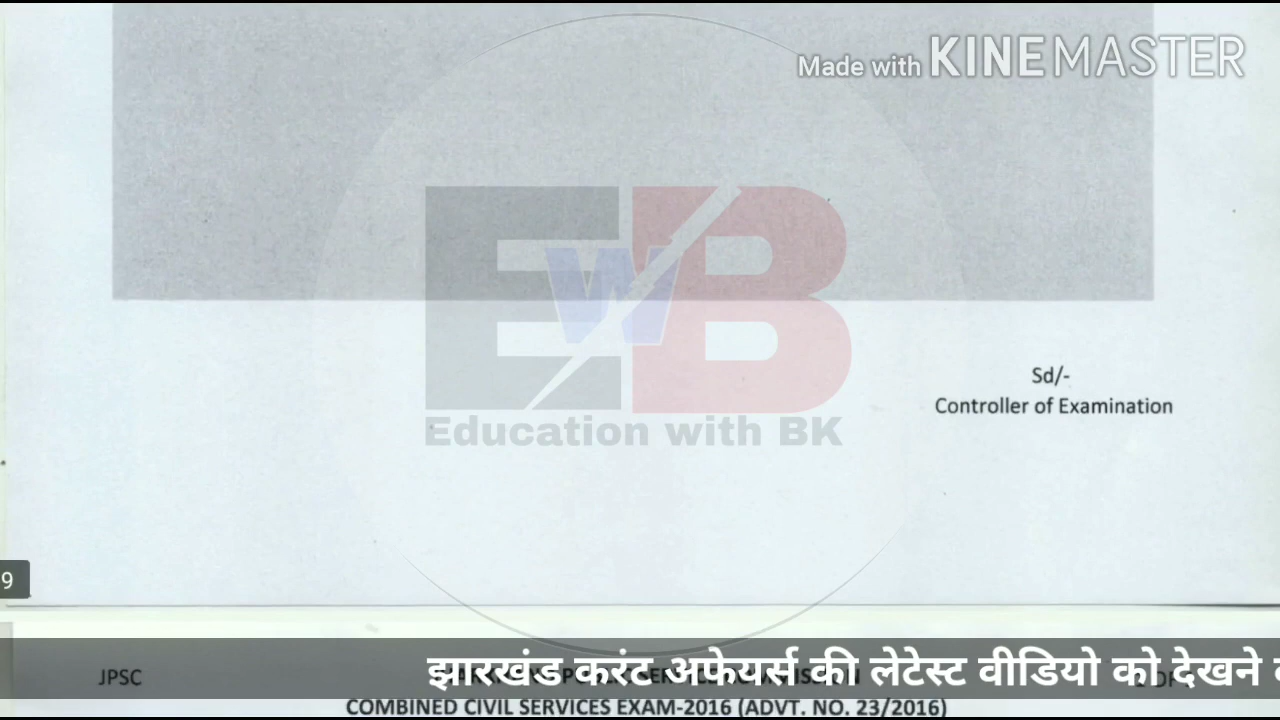 Made with KINEMASTER
EWB
Education with BK
Sd/-
Controller of Examination
9
JPSC
झारखंड करंट अफेयर्स की लेटेस्ट वीडियो को देखने
COMBINED CIVIL SERVICES EXAM-2016 (ADVT. NO. 23/2016)